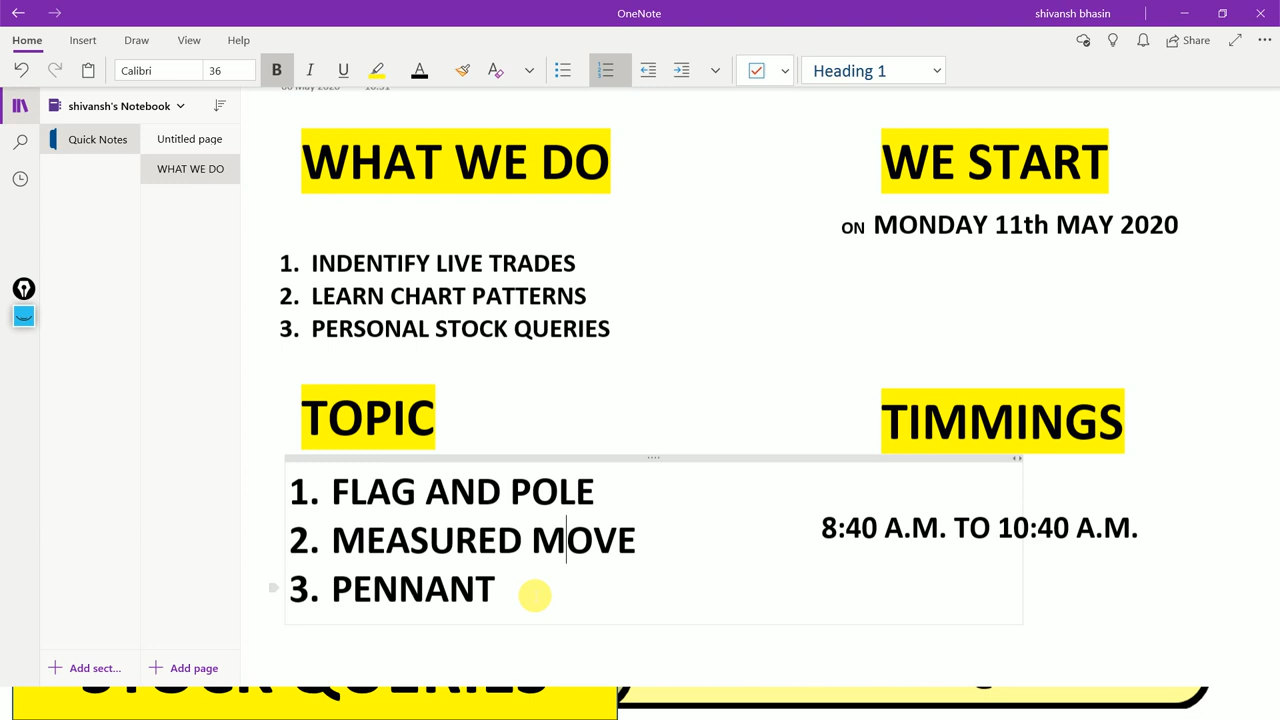 OneNote
shivansh bhasin
Home
Insert
Draw
View
Help
Share
Calibri
36
B
I
U
A
A
Heading 1
shivansh's Notebook
Quick Notes
Untitled page
WHAT WE DO
WHAT WE DO
WE START
ON MONDAY 11th MAY 2020
1. INDENTIFY LIVE TRADES
2. LEARN CHART PATTERNS
3. PERSONAL STOCK QUERIES
TOPIC
TIMMINGS
1. FLAG AND POLE
2. MEASURED MOVE
3. PENNANT
8:40 A.M. TO 10:40 A.M.
Add sect...
Add page
STOCK QUERIES